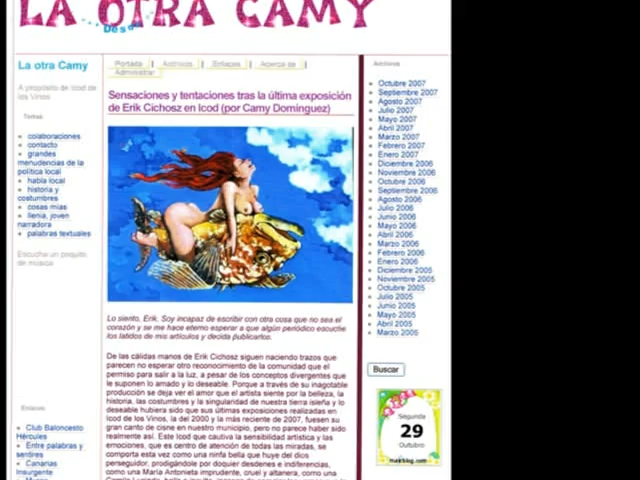 LA OTRA CAMY
La otra Camy
A propósito de Icod de
los Vinos
Temas
colaboraciones
contacto
grandes
menudencias de la
política local
habla local
historia y
costumbres
cosas mias
llenia, joven
narradora
palabras textuales
Escucha un poquito
de música
Enlaces
Club Baloncesto
Hércules
Entre palabras y
sentires
Canarias
Insurgente
Portada | Archivos | Enlaces | Acerca de |
Administrar
Sensaciones y tentaciones tras la última exposición
de Erik Cichosz en Icod (por Camy Domínguez)
Lo siento, Erik. Soy incapaz de escribir con otra cosa que no sea el
corazón y se me hace eterno esperar a que algún periódico escuche
los latidos de mis artículos y decida publicarlos.
De las cálidas manos de Erik Cichosz siguen naciendo trazos que
parecen no esperar otro reconocimiento de la comunidad que el
permiso para salir a la luz, a pesar de los conceptos divergentes que
le suponen lo amado y lo deseable. Porque a través de su inagotable
producción se deja ver el amor que el artista siente por la belleza, la
historia, las costumbres y la singularidad de nuestra tierra isleña y lo
deseable hubiera sido que sus últimas exposiciones realizadas en
Icod de los Vinos, la del 2000 y la más reciente de 2007, fuesen su
gran canto de cisne en nuestro municipio, pero no parece haber sido
realmente así. Este Icod que cautiva la sensibilidad artística y las
emociones, que es centro de atención de todas las miradas, se
comporta esta vez como una ninfa bella que huye del dios
perseguidor, prodigándole por doquier desdenes e indiferencias,
como una María Antonieta imprudente, cruel y altanera, como una
Archivos
Octubre 2007
Septiembre 2007
Agosto 2007
Julio 2007
Mayo 2007
Abril 2007
Marzo 2007
Febrero 2007
Enero 2007
Diciembre 2006
Noviembre 2006
Octubre 2006
Septiembre 2006
Agosto 2006
Julio 2006
Junio 2006
Mayo 2006
Abril 2006
Marzo 2006
Febrero 2006
Enero 2006
Diciembre 2005
Noviembre 2005
Octubre 2005
Julio 2005
Junio 2005
Mayo 2005
Abril 2005
Marzo 2005
Buscar
Segunda
29
Outubro